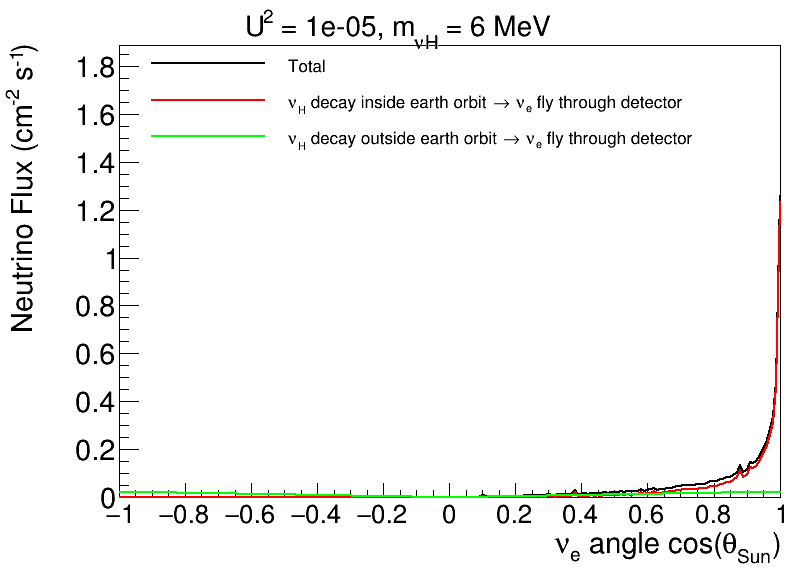 U² = 1e-05, m_νH = 6 MeV
Neutrino Flux (cm⁻² s⁻¹)
Total
ν_H decay inside earth orbit → ν_e fly through detector
ν_H decay outside earth orbit → ν_e fly through detector
1.8
1.6
1.4
1.2
1
0.8
0.6
0.4
0.2
0
−1 −0.8 −0.6 −0.4 −0.2 0 0.2 0.4 0.6 0.8 1
ν_e angle cos(θ_Sun)